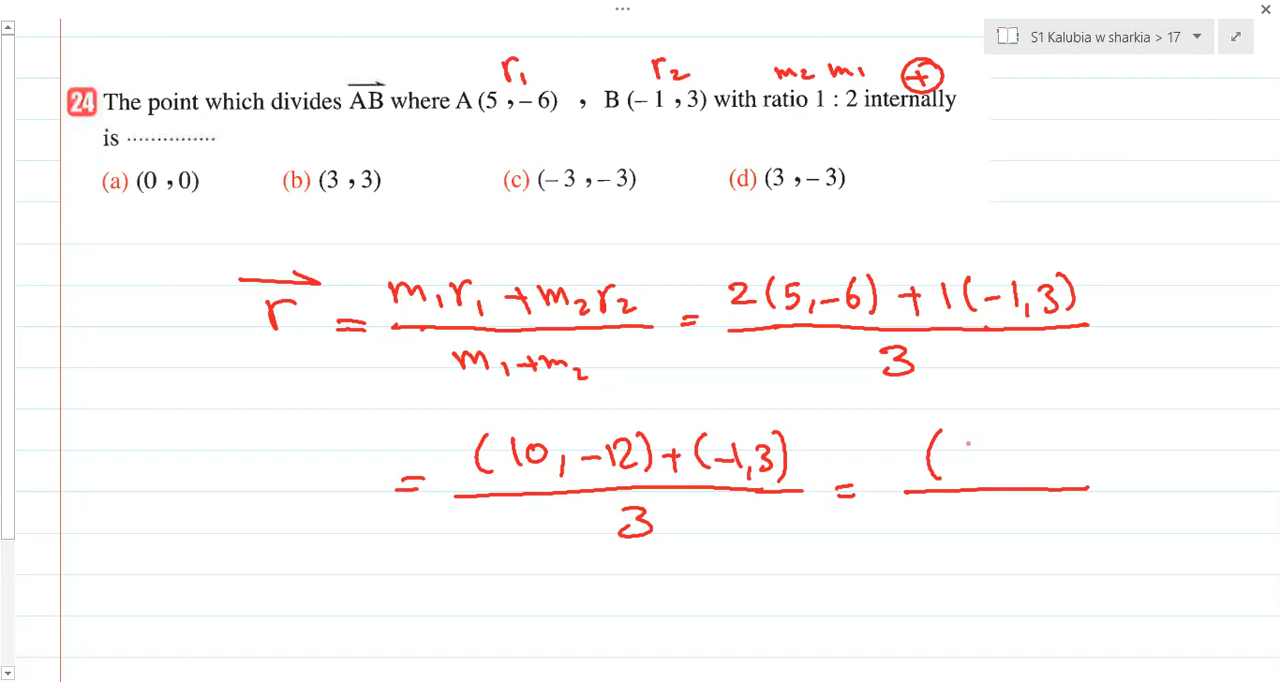 ...
S1 Kalubia w sharkia > 17
r₁ r₂ m₂ m₁ +
24 The point which divides AB where A (5 , – 6) , B (– 1 , 3) with ratio 1 : 2 internally
is ...............
(a) (0 , 0) (b) (3 , 3) (c) (– 3 , – 3) (d) (3 , – 3)
r = (m₁r₁ + m₂r₂) / (m₁+m₂) = (2(5,-6) + 1(-1,3)) / 3
= ((10,-12)+(-1,3)) / 3 = (